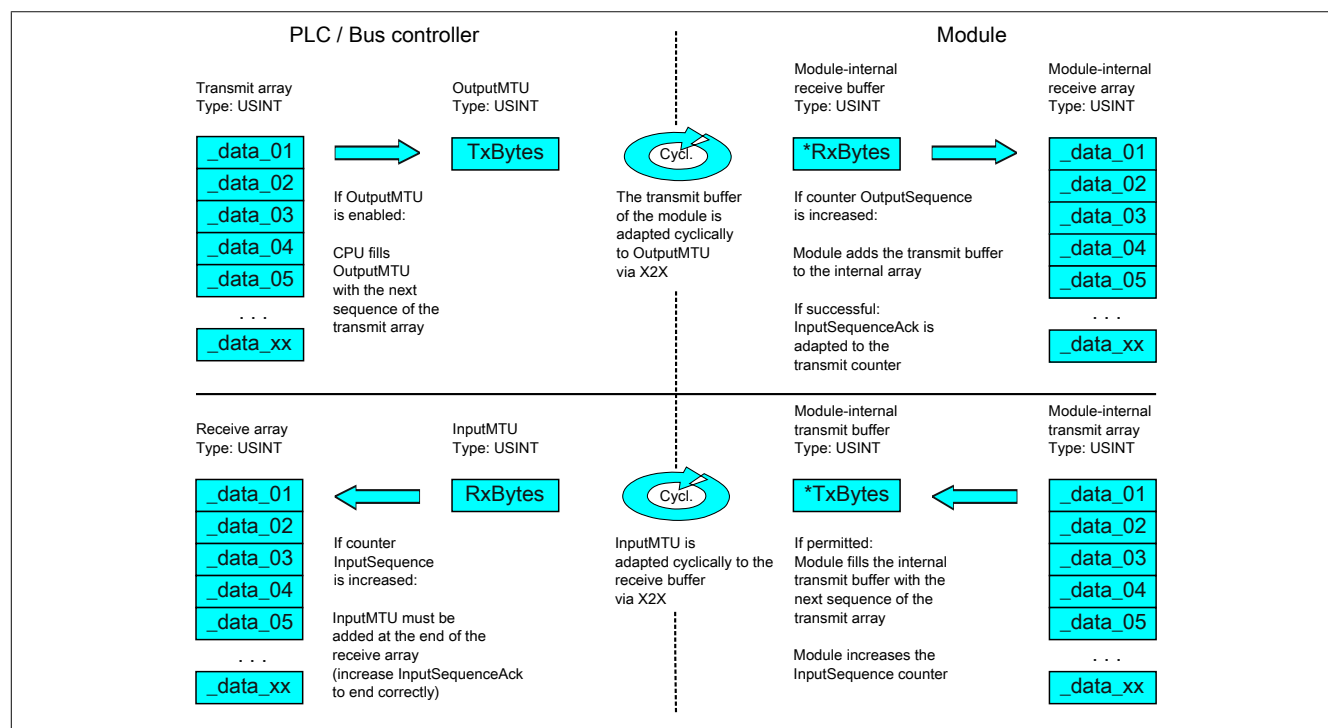 PLC / Bus controller
Module
Transmit array
Type: USINT
OutputMTU
Type: USINT
Module-internal
receive buffer
Type: USINT
Module-internal
receive array
Type: USINT
_data_01
_data_02
_data_03
_data_04
_data_05
. . .
_data_xx
If OutputMTU
is enabled:
CPU fills
OutputMTU
with the next
sequence of the
transmit array
TxBytes
Cycl.
The transmit buffer
of the module is
adapted cyclically
to OutputMTU
via X2X
*RxBytes
If counter OutputSequence
is increased:
Module adds the transmit buffer
to the internal array
If successful:
InputSequenceAck is
adapted to the
transmit counter
_data_01
_data_02
_data_03
_data_04
_data_05
. . .
_data_xx
Receive array
Type: USINT
InputMTU
Type: USINT
Module-internal
transmit buffer
Type: USINT
Module-internal
transmit array
Type: USINT
_data_01
_data_02
_data_03
_data_04
_data_05
. . .
_data_xx
If counter
InputSequence
is increased:
InputMTU must be
added at the end of the
receive array
(increase InputSequenceAck
to end correctly)
RxBytes
Cycl.
InputMTU is
adapted cyclically to the
receive buffer
via X2X
*TxBytes
If permitted:
Module fills the internal
transmit buffer with the
next sequence of the
transmit array
Module increases the
InputSequence counter
_data_01
_data_02
_data_03
_data_04
_data_05
. . .
_data_xx